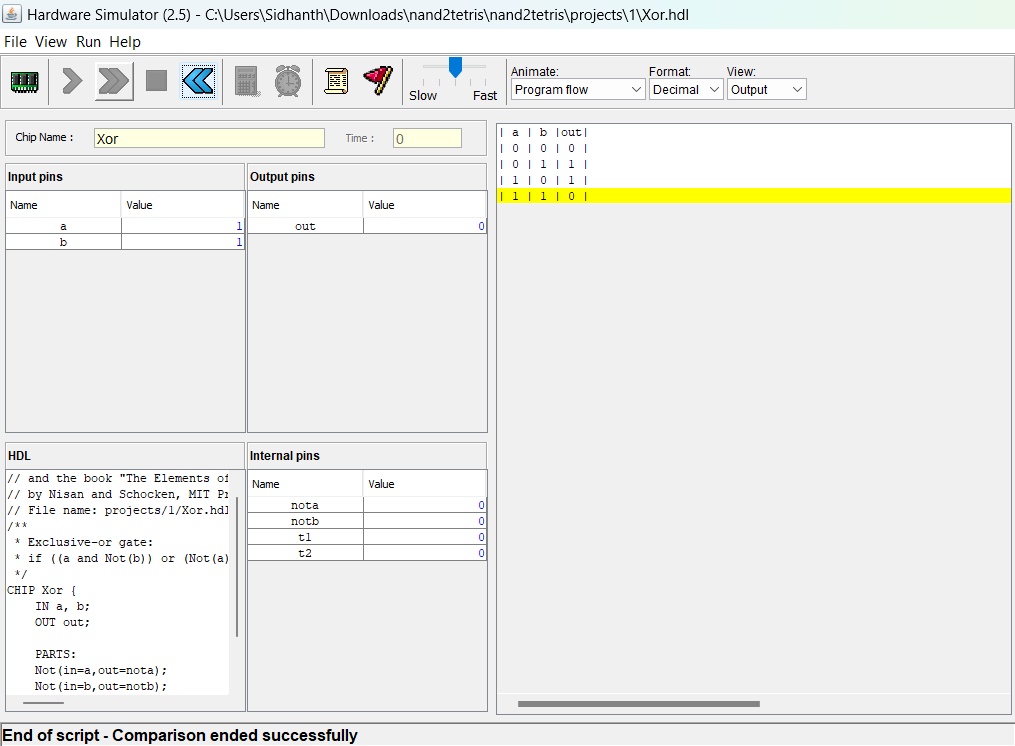 Hardware Simulator (2.5) - C:\Users\Sidhanth\Downloads\nand2tetris\nand2tetris\projects\1\Xor.hdl
File View Run Help
Slow Fast
Animate: Format: View:
Program flow Decimal Output
Chip Name : Xor Time : 0
Input pins
Name Value
a 1
b 1
Output pins
Name Value
out 0
HDL
// and the book "The Elements of
// by Nisan and Schocken, MIT Pr
// File name: projects/1/Xor.hdl
/**
* Exclusive-or gate:
* if ((a and Not(b)) or (Not(a)
*/
CHIP Xor {
IN a, b;
OUT out;
PARTS:
Not(in=a,out=nota);
Not(in=b,out=notb);
Internal pins
Name Value
nota 0
notb 0
t1 0
t2 0
| a | b |out|
| 0 | 0 | 0 |
| 0 | 1 | 1 |
| 1 | 0 | 1 |
| 1 | 1 | 0 |
End of script - Comparison ended successfully